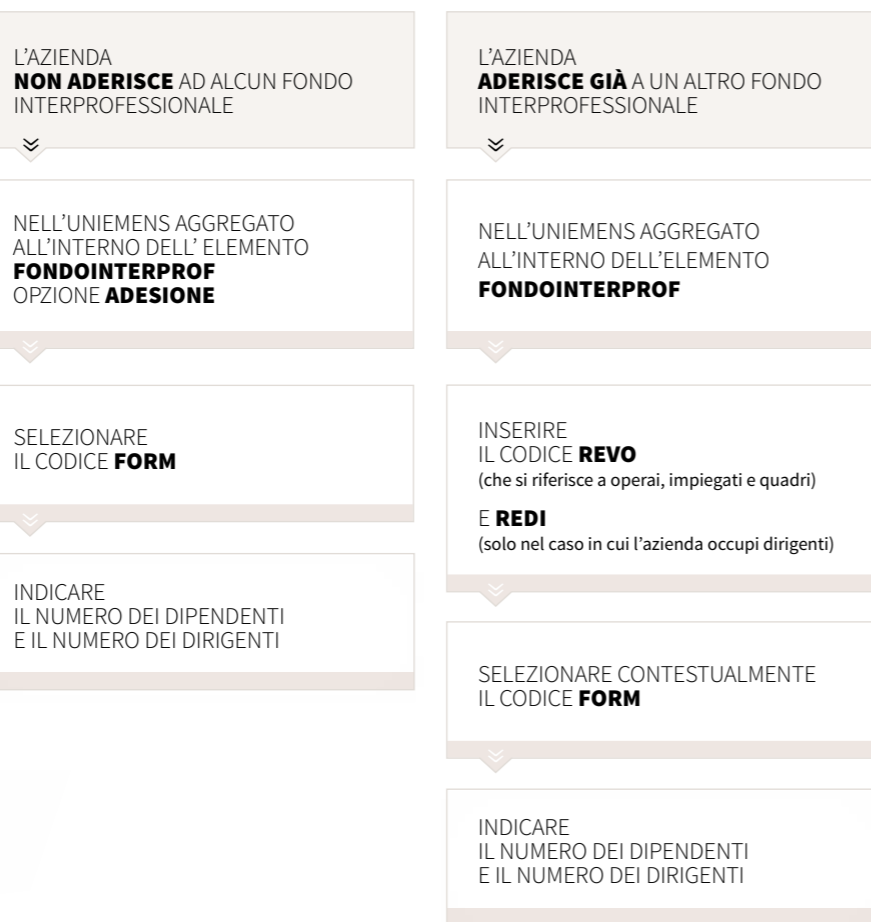 L'AZIENDA
NON ADERISCE AD ALCUN FONDO
INTERPROFESSIONALE
NELL'UNIEMENS AGGREGATO
ALL'INTERNO DELL' ELEMENTO
FONDOINTERPROF
OPZIONE ADESIONE
SELEZIONARE
IL CODICE FORM
INDICARE
IL NUMERO DEI DIPENDENTI
E IL NUMERO DEI DIRIGENTI
L'AZIENDA
ADERISCE GIÀ A UN ALTRO FONDO
INTERPROFESSIONALE
NELL'UNIEMENS AGGREGATO
ALL'INTERNO DELL'ELEMENTO
FONDOINTERPROF
INSERIRE
IL CODICE REVO
(che si riferisce a operai, impiegati e quadri)
E REDI
(solo nel caso in cui l'azienda occupi dirigenti)
SELEZIONARE CONTESTUALMENTE
IL CODICE FORM
INDICARE
IL NUMERO DEI DIPENDENTI
E IL NUMERO DEI DIRIGENTI